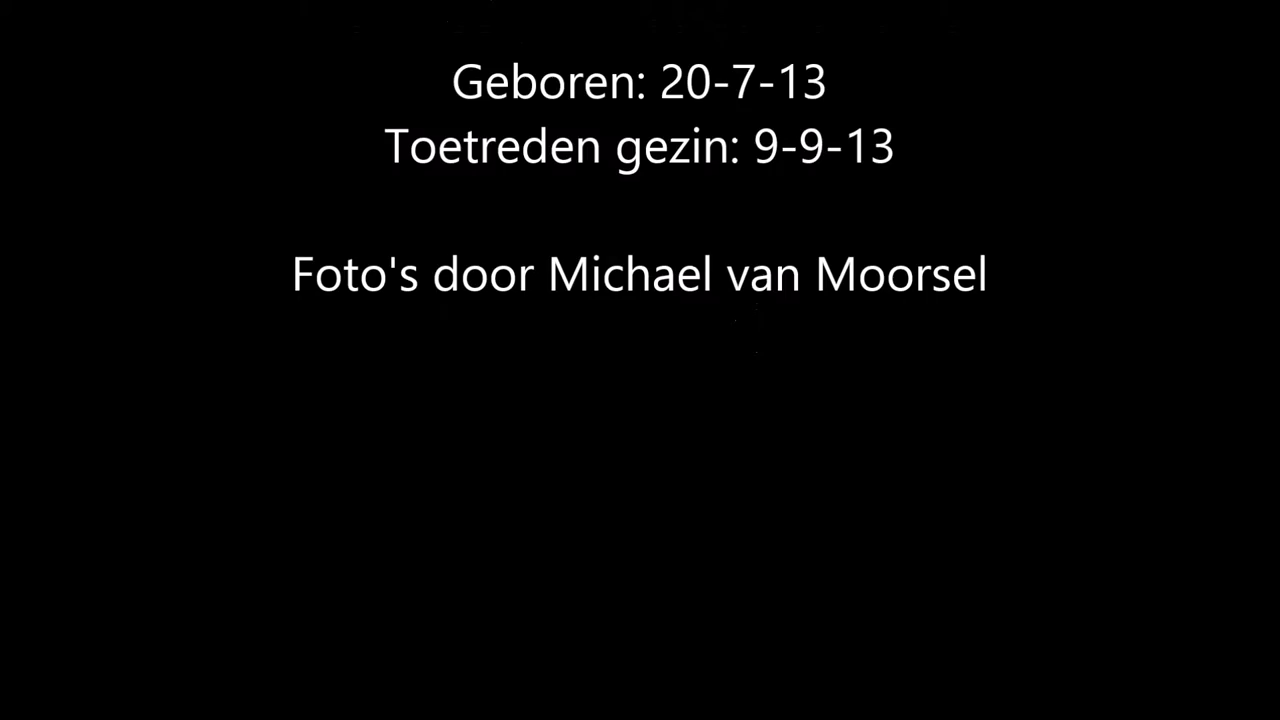 Geboren: 20-7-13
Toetreden gezin: 9-9-13
Foto's door Michael van Moorsel